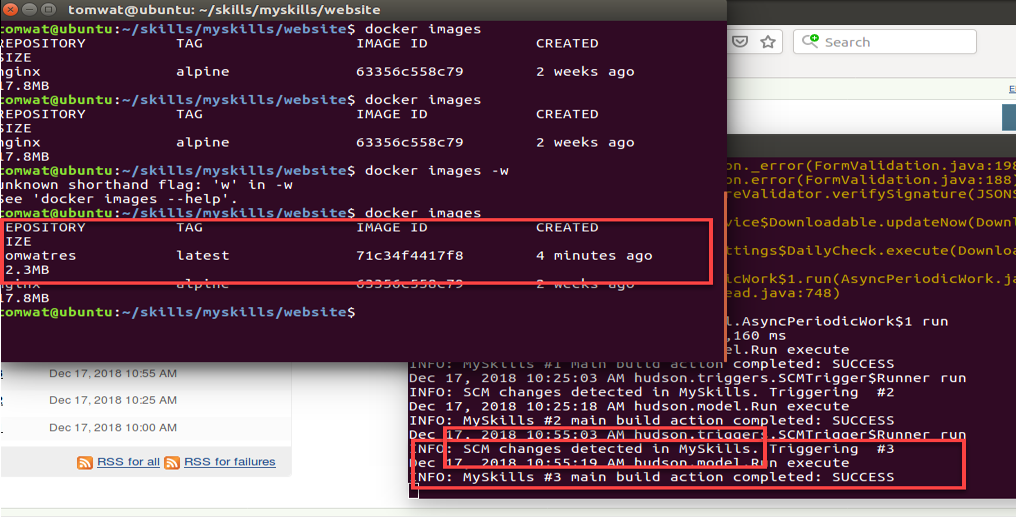 tomwat@ubuntu: ~/skills/myskills/website
tomwat@ubuntu:~/skills/myskills/website$ docker images
REPOSITORY TAG IMAGE ID CREATED
SIZE
nginx alpine 63356c558c79 2 weeks ago
17.8MB
tomwat@ubuntu:~/skills/myskills/website$ docker images
REPOSITORY TAG IMAGE ID CREATED
SIZE
nginx alpine 63356c558c79 2 weeks ago
17.8MB
tomwat@ubuntu:~/skills/myskills/website$ docker images -w
unknown shorthand flag: 'w' in -w
See 'docker images --help'.
tomwat@ubuntu:~/skills/myskills/website$ docker images
REPOSITORY TAG IMAGE ID CREATED
SIZE
tomwatres latest 71c34f4417f8 4 minutes ago
2.3MB
nginx alpine 63356c558c79 2 weeks ago
17.8MB
tomwat@ubuntu:~/skills/myskills/website$
Search
on._error(FormValidation.java:198
on.error(FormValidation.java:188)
reValidator.verifySignature(JSONS
vice$Downloadable.updateNow(Down
ttings$DailyCheck.execute(Downloa
icWork$1.run(AsyncPeriodicWork.ja
ead.java:748)
l.AsyncPeriodicWork$1 run
,160 ms
del.Run execute
INFO: MySkills #1 main build action completed: SUCCESS
Dec 17, 2018 10:25:03 AM hudson.triggers.SCMTrigger$Runner run
INFO: SCM changes detected in MySkills. Triggering #2
Dec 17, 2018 10:25:18 AM hudson.model.Run execute
INFO: MySkills #2 main build action completed: SUCCESS
Dec 17, 2018 10:55:03 AM hudson.triggers.SCMTrigger$Runner run
INFO: SCM changes detected in MySkills. Triggering #3
Dec 17, 2018 10:55:19 AM hudson.model.Run execute
INFO: MySkills #3 main build action completed: SUCCESS
Dec 17, 2018 10:55 AM
Dec 17, 2018 10:25 AM
Dec 17, 2018 10:00 AM
RSS for all RSS for failures